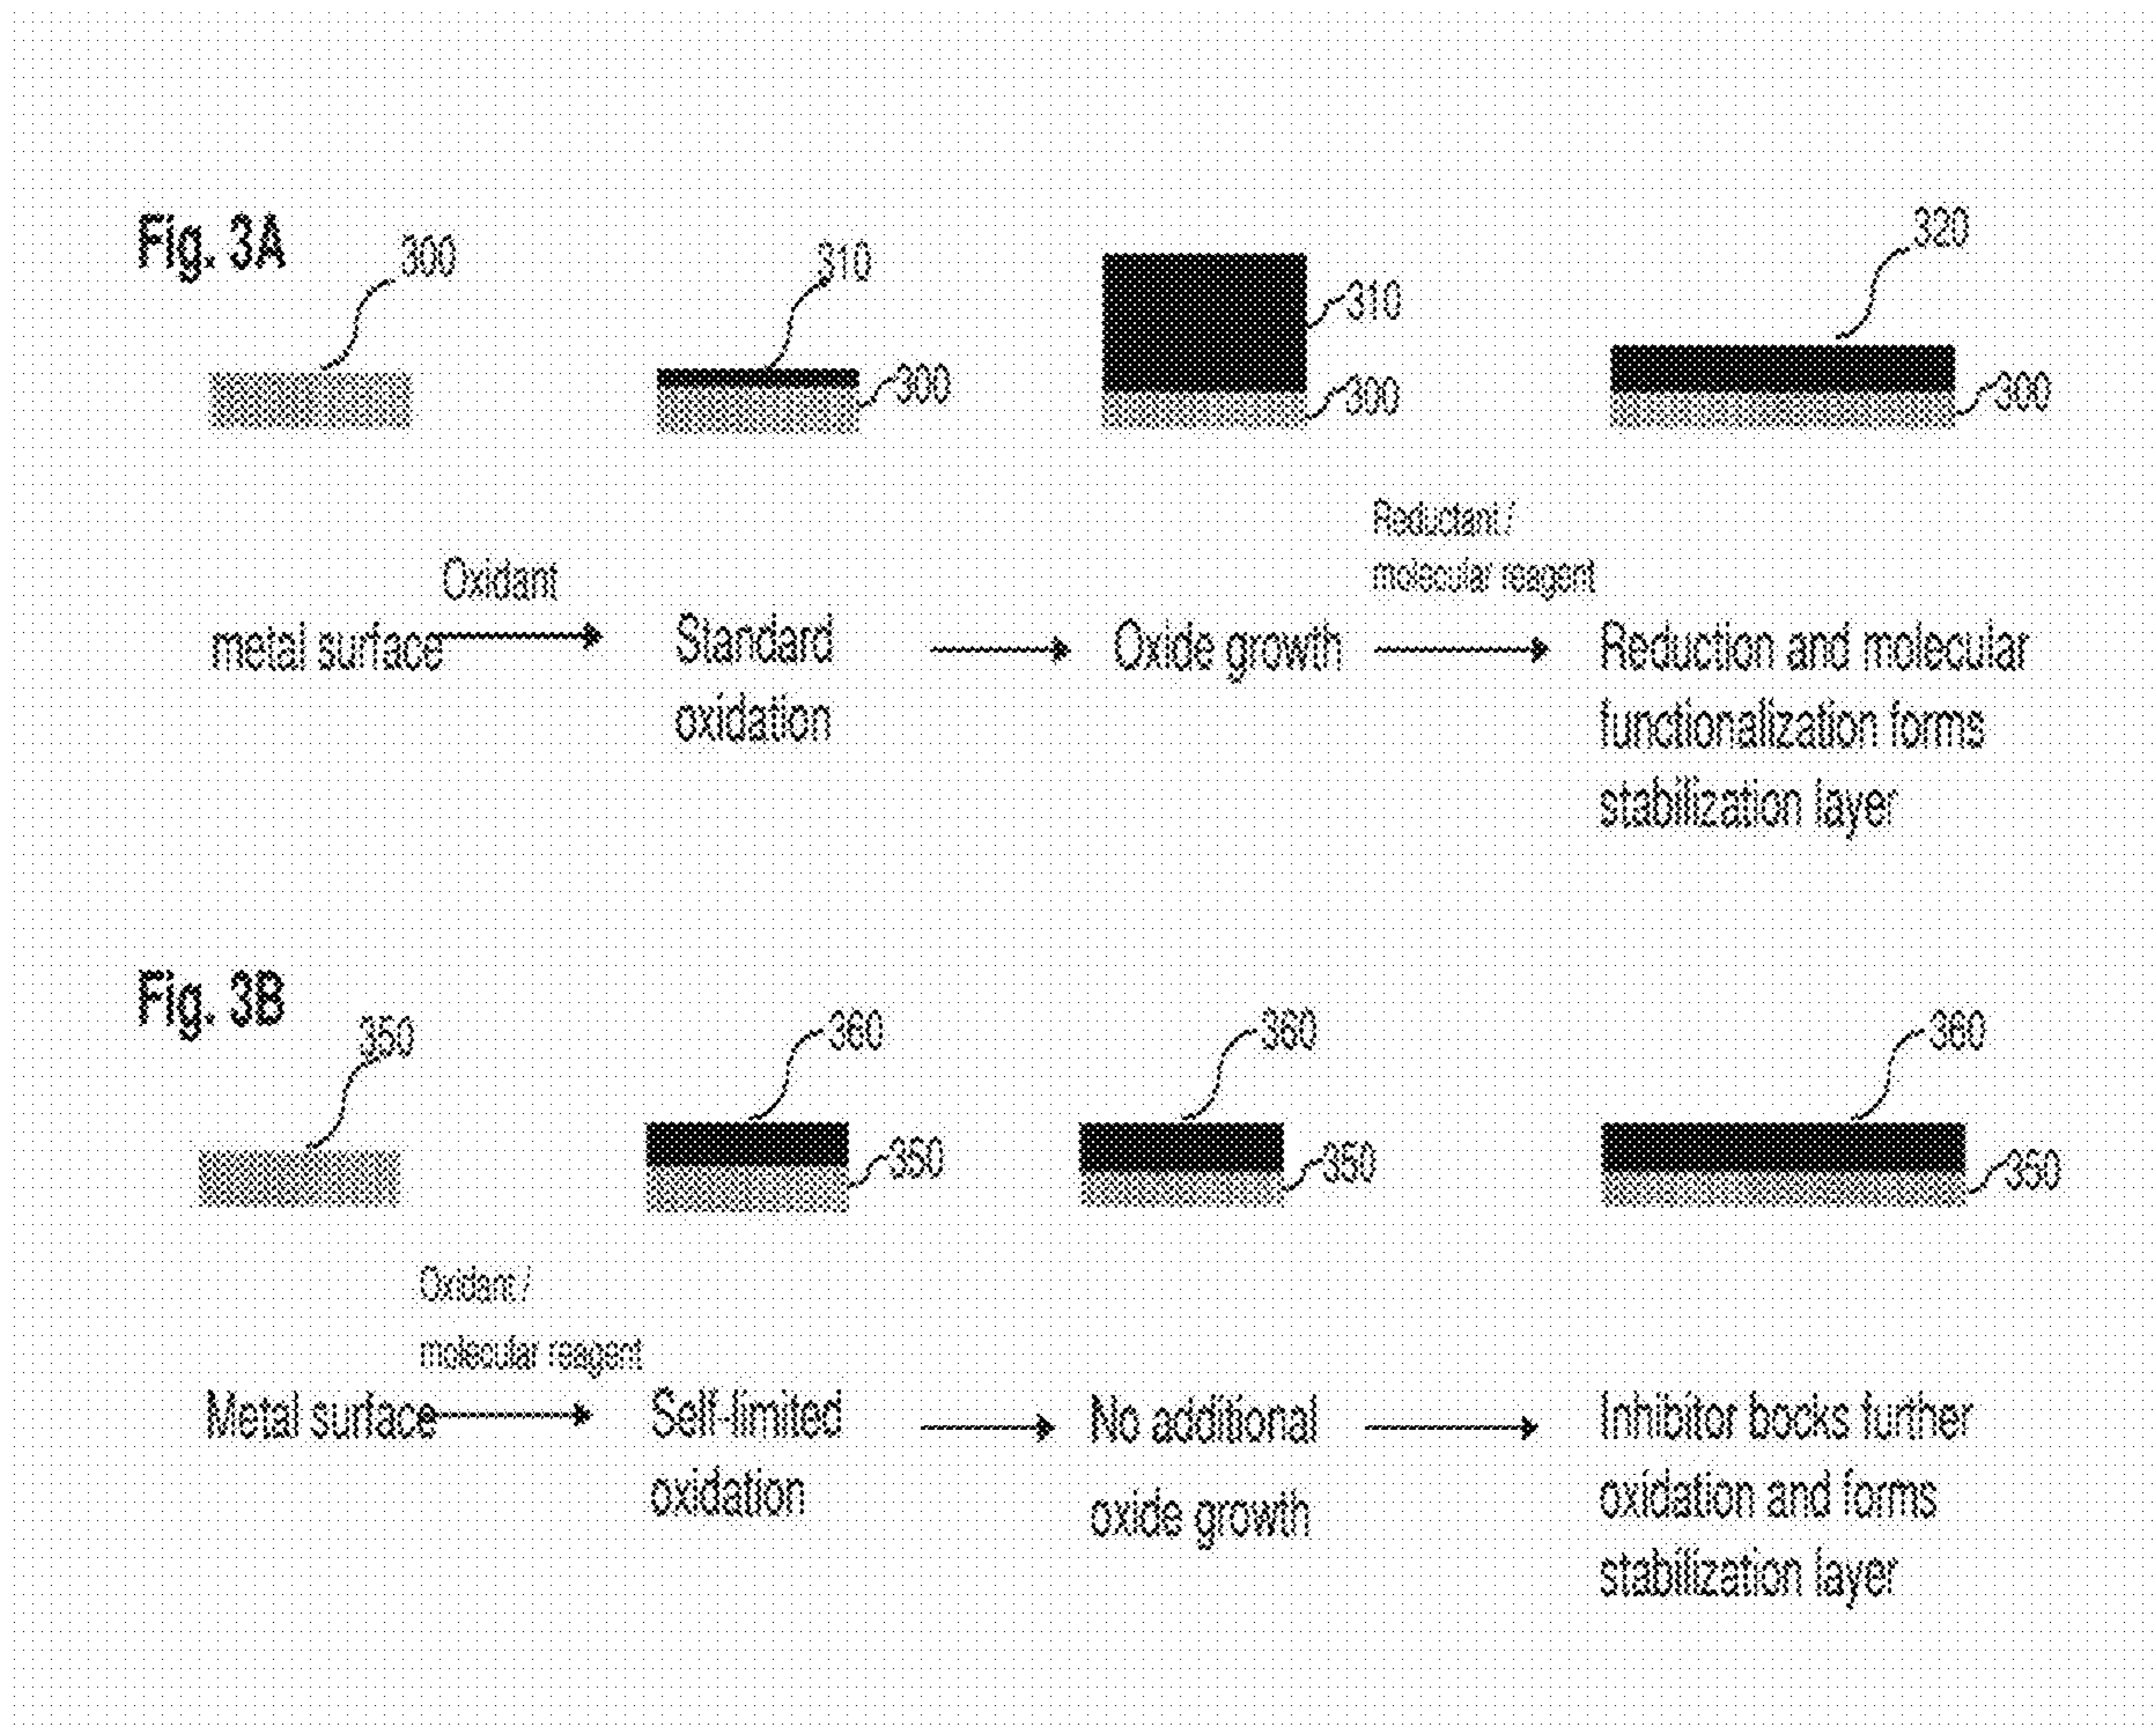 Fig. 3A
300
310
300
310
300
320
300
Oxidant
Reductant /
molecular reagent
metal surface
Standard
oxidation
Oxide growth
Reduction and molecular
functionalization forms
stabilization layer
Fig. 3B
350
360
350
360
350
360
350
Oxidant /
molecular reagent
Metal surface
Self-limited
oxidation
No additional
oxide growth
Inhibitor bocks further
oxidation and forms
stabilization layer